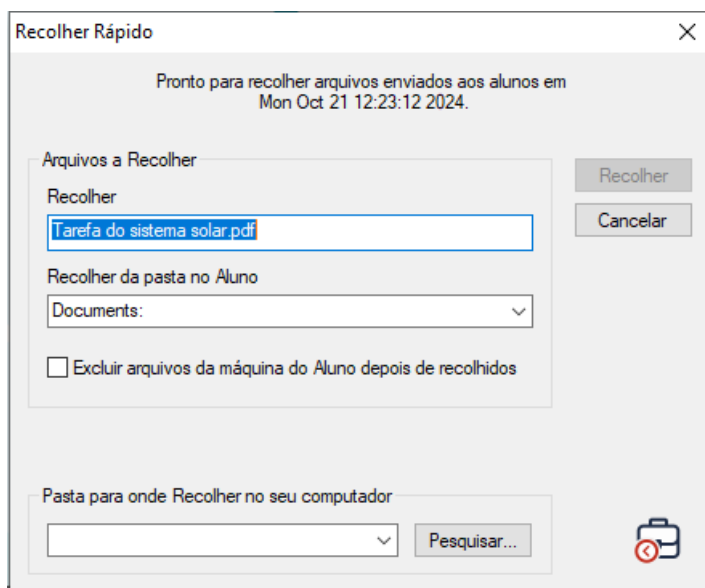 Recolher Rápido
Pronto para recolher arquivos enviados aos alunos em
Mon Oct 21 12:23:12 2024.
Arquivos a Recolher
Recolher
Recolher
Tarefa do sistema solar.pdf
Cancelar
Recolher da pasta no Aluno
Documents:
Excluir arquivos da máquina do Aluno depois de recolhidos
Pasta para onde Recolher no seu computador
Pesquisar...